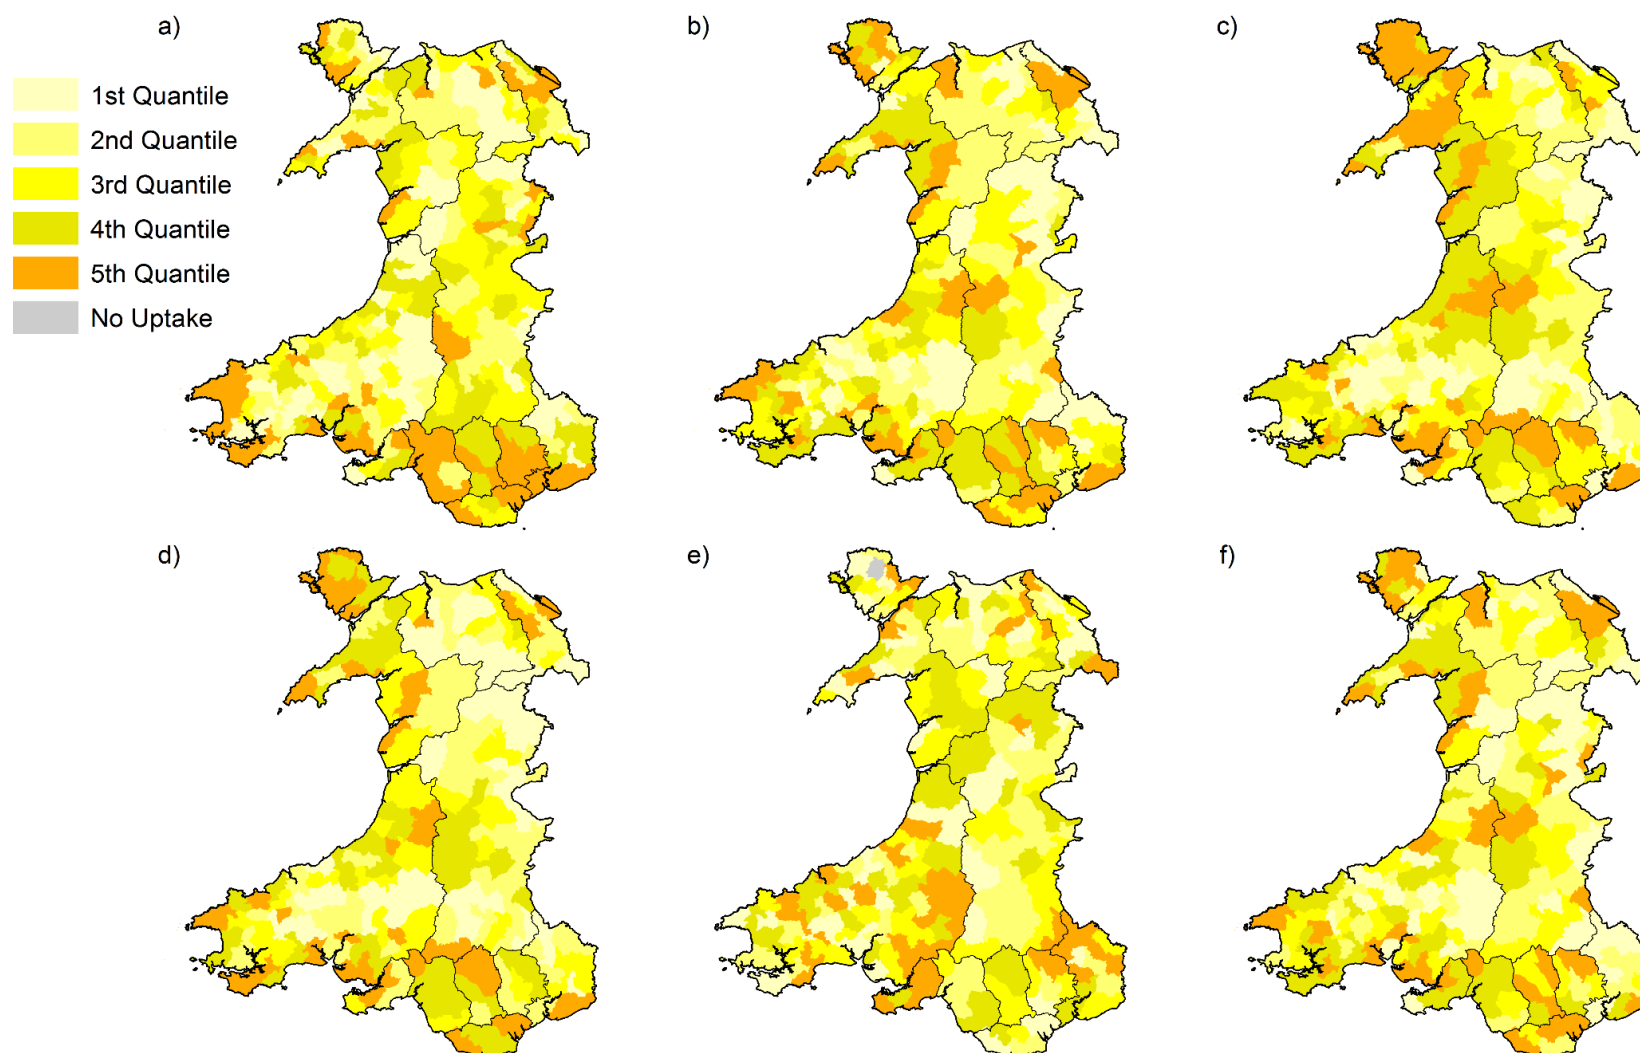 a)
b)
c)
1st Quantile
2nd Quantile
3rd Quantile
4th Quantile
5th Quantile
No Uptake
d)
e)
f)